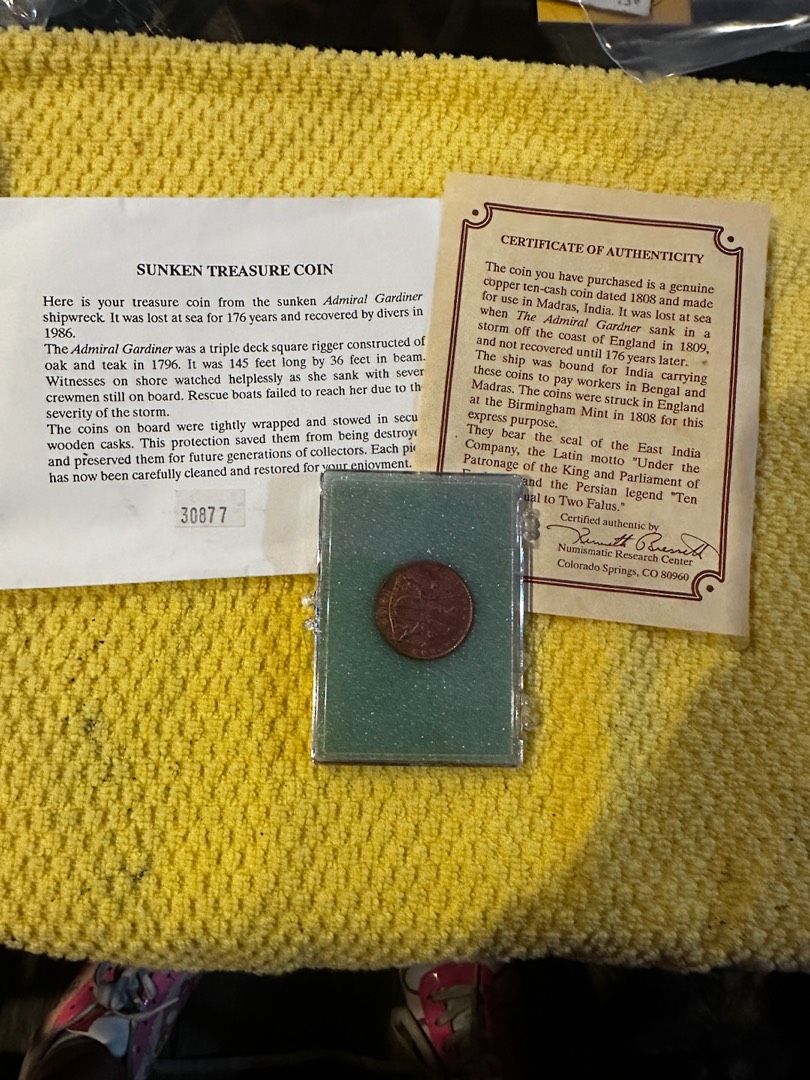 SUNKEN TREASURE COIN
Here is your treasure coin from the sunken Admiral Gardiner
shipwreck. It was lost at sea for 176 years and recovered by divers in
1986.
The Admiral Gardiner was a triple deck square rigger constructed of
oak and teak in 1796. It was 145 feet long by 36 feet in beam.
Witnesses on shore watched helplessly as she sank with
crewmen still on board. Rescue boats failed to reach her due to
severity of the storm.
The coins on board were tightly wrapped and stowed in
wooden casks. This protection saved them from being
and preserved them for future generations of collectors. Each
has now been carefully cleaned and restored for your enjoyment.
30877
CERTIFICATE OF AUTHENTICITY
The coin you have purchased is a genuine
copper ten-cash coin dated 1808 and made
for use in Madras, India. It was lost at sea
when The Admiral Gardner sank in a
storm off the coast of England in 1809,
and not recovered until 176 years later.
The ship was bound for India carrying
these coins to pay workers in Bengal and
Madras. The coins were struck in England
at the Birmingham Mint in 1808 for this
express purpose.
They bear the seal of the East India
Company, the Latin motto "Under the
Patronage of the King and Parliament of
and the Persian legend "Ten
to Two Falus."
Certified authentic by
Kenneth Bressett
Numismatic Research Center
Colorado Springs, CO 80960